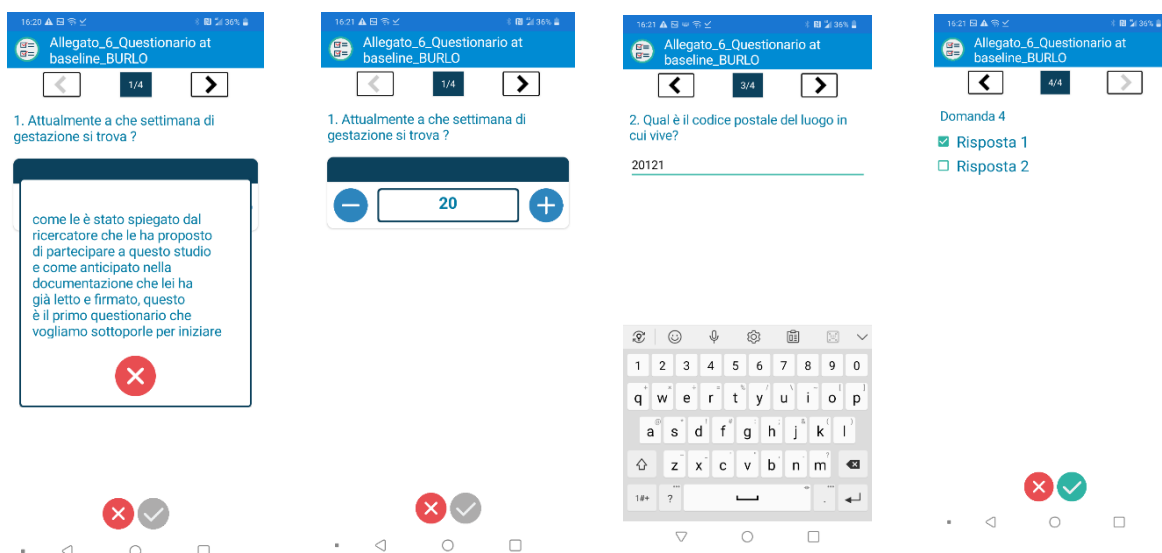 16:20
36%
Allegato_6_Questionario at
baseline_BURLO
1/4
1. Attualmente a che settimana di
gestazione si trova ?
come le è stato spiegato dal
ricercatore che le ha proposto
di partecipare a questo studio
e come anticipato nella
documentazione che lei ha
già letto e firmato, questo
è il primo questionario che
vogliamo sottoporle per iniziare
16:21
36%
Allegato_6_Questionario at
baseline_BURLO
1/4
1. Attualmente a che settimana di
gestazione si trova ?
20
16:21
36%
Allegato_6_Questionario at
baseline_BURLO
3/4
2. Qual è il codice postale del luogo in
cui vive?
20121
1 2 3 4 5 6 7 8 9 0
q w e r t y u i o p
a s d f g h j k l
z x c v b n m
1#+ ? .
16:21
36%
Allegato_6_Questionario at
baseline_BURLO
4/4
Domanda 4
Risposta 1
Risposta 2